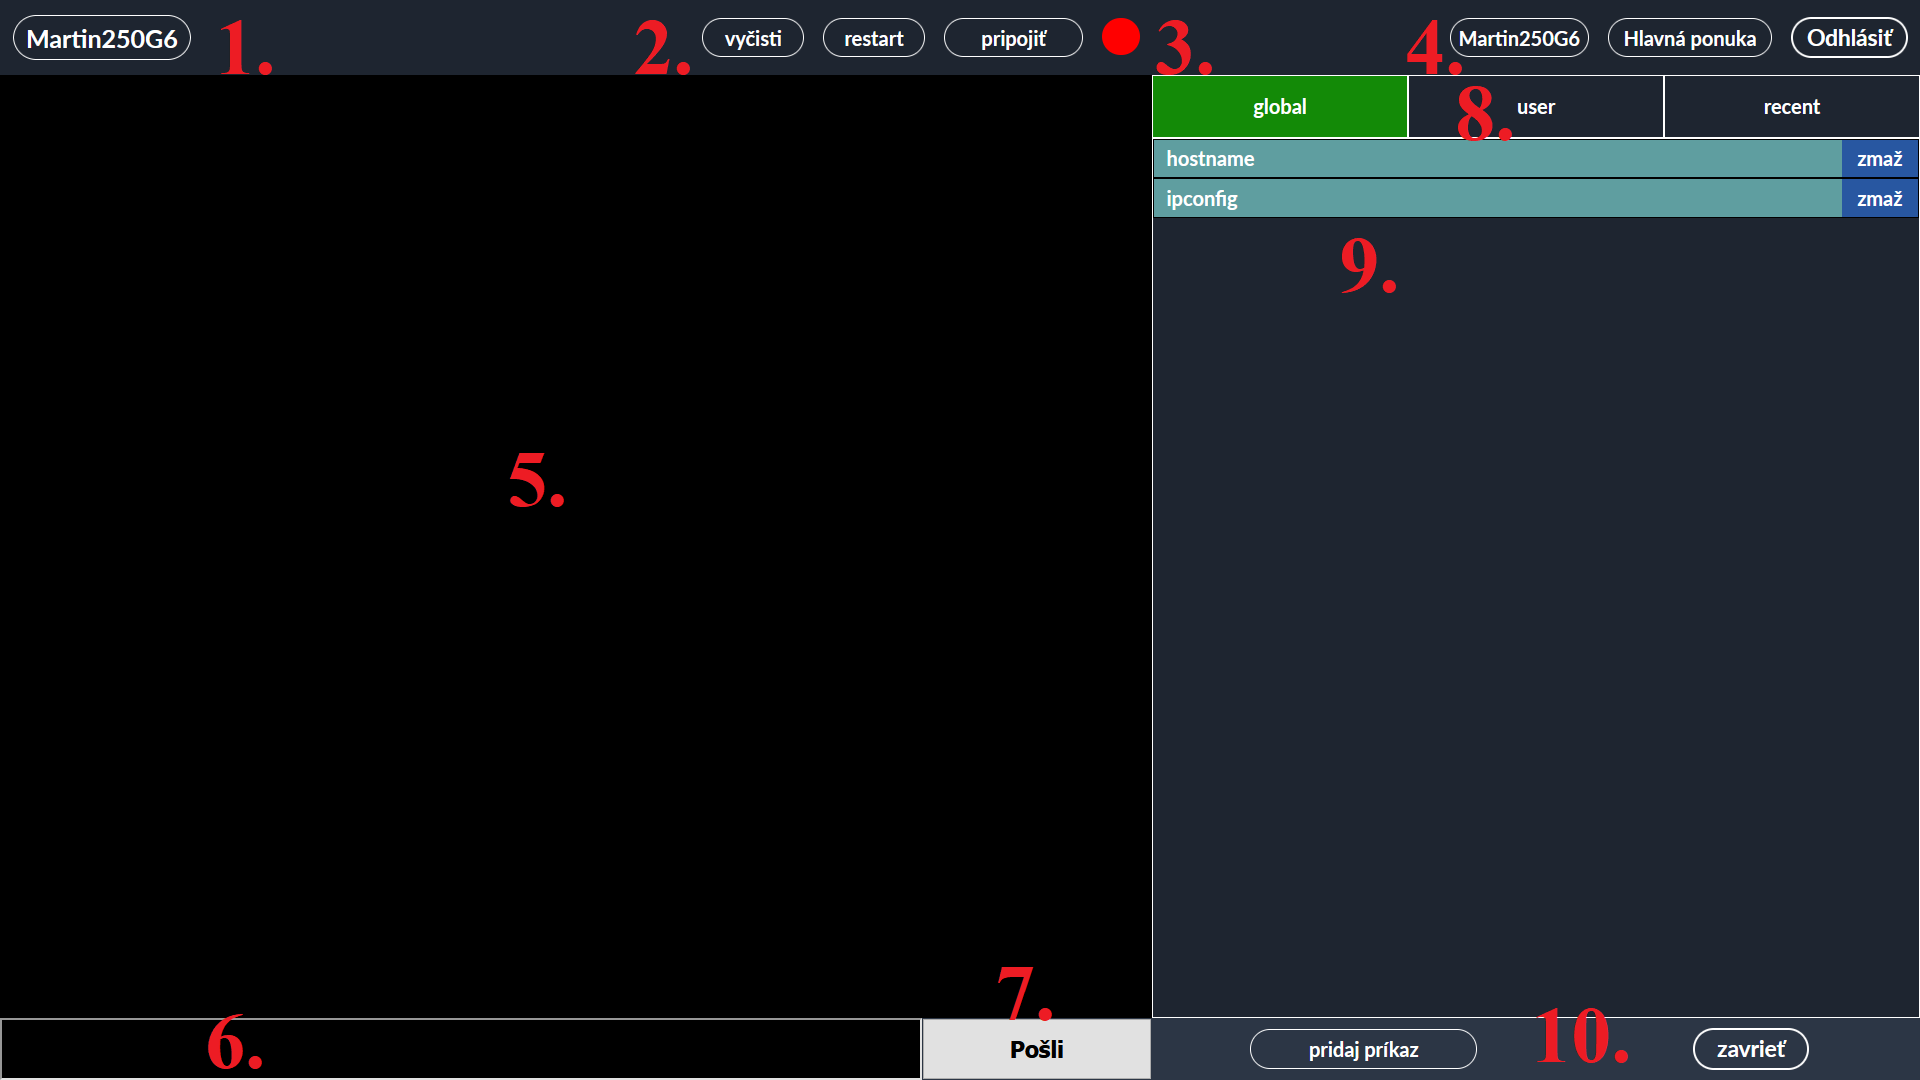 Martin250G6 1. 2. vyčisti restart pripojiť 3. 4. Martin250G6 Hlavná ponuka Odhlásiť
global 8. user recent
hostname zmaž
ipconfig zmaž
9.
5.
7.
6. Pošli pridaj príkaz 10. zavrieť